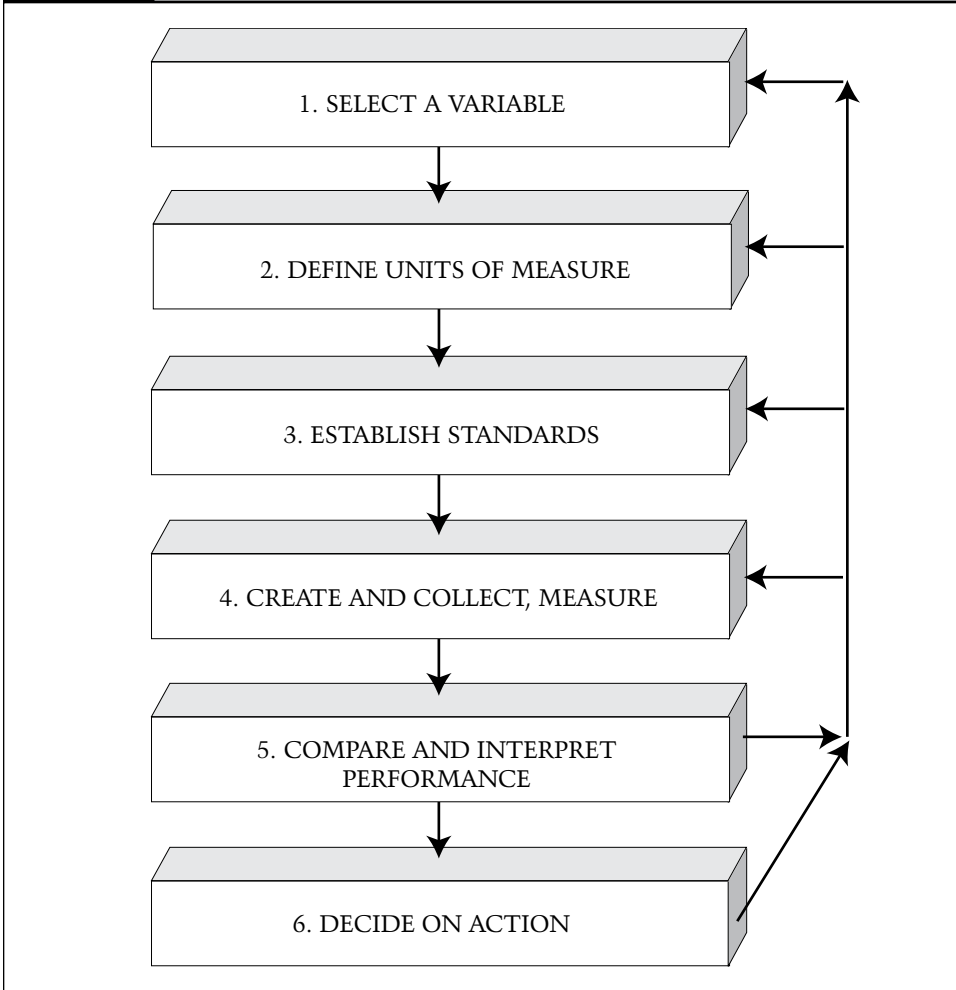 1. SELECT A VARIABLE
2. DEFINE UNITS OF MEASURE
3. ESTABLISH STANDARDS
4. CREATE AND COLLECT, MEASURE
5. COMPARE AND INTERPRET
PERFORMANCE
6. DECIDE ON ACTION